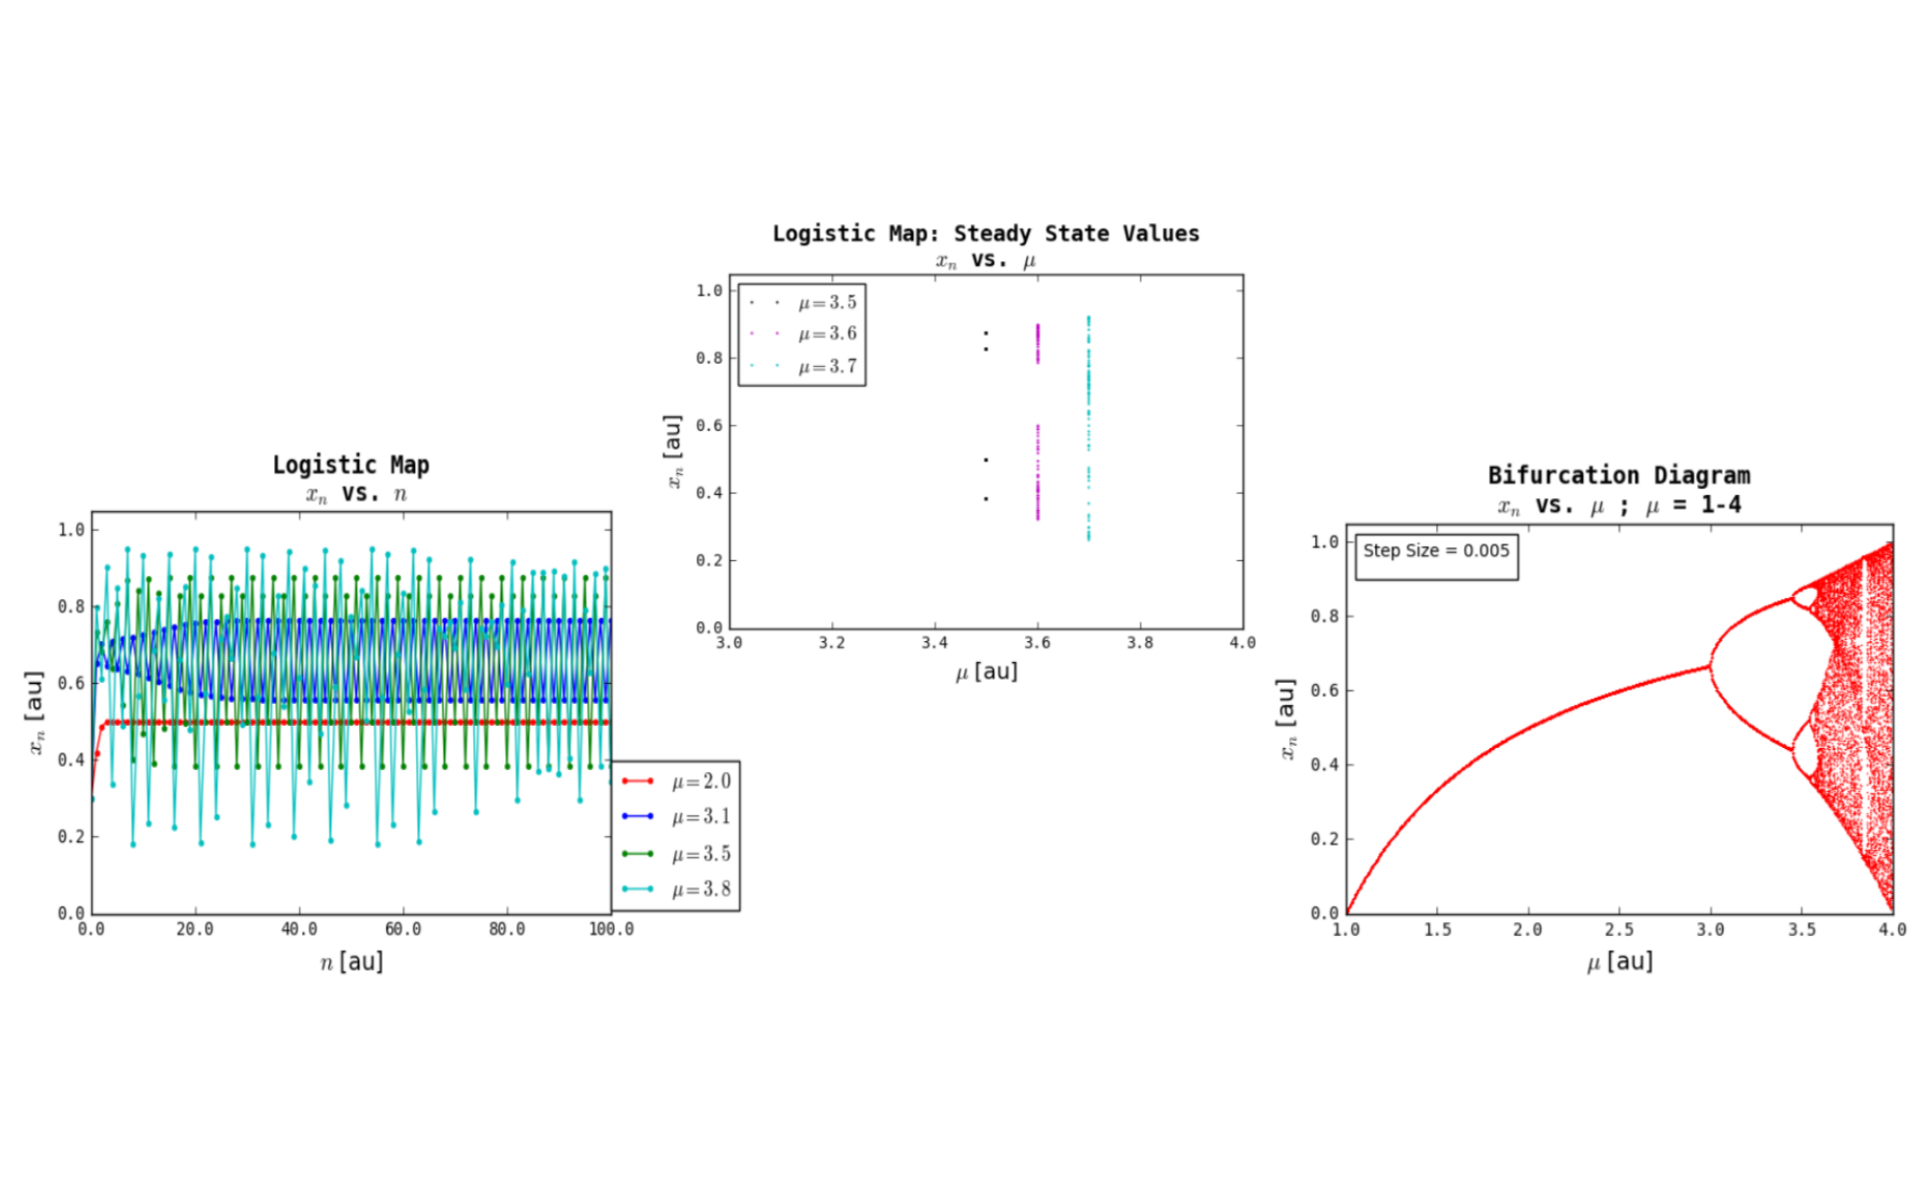 Logistic Map
xₙ vs. n
1.0
0.8
0.6
0.4
0.2
0.0
xₙ [au]
0.0 20.0 40.0 60.0 80.0 100.0
n [au]
μ=2.0
μ=3.1
μ=3.5
μ=3.8
Logistic Map: Steady State Values
xₙ vs. μ
1.0
0.8
0.6
0.4
0.2
0.0
xₙ [au]
μ=3.5
μ=3.6
μ=3.7
3.0 3.2 3.4 3.6 3.8 4.0
μ [au]
Bifurcation Diagram
xₙ vs. μ ; μ = 1-4
Step Size = 0.005
1.0
0.8
0.6
0.4
0.2
0.0
xₙ [au]
1.0 1.5 2.0 2.5 3.0 3.5 4.0
μ [au]